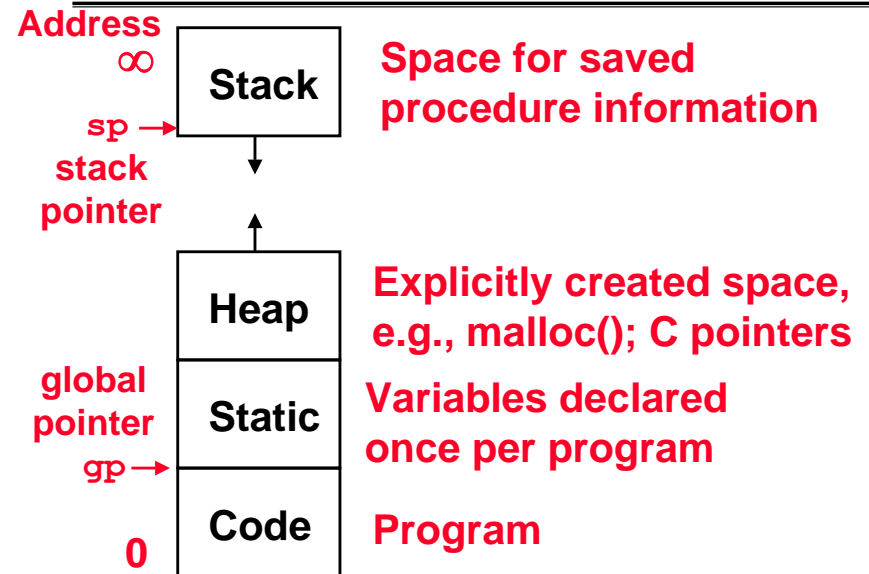 Address
∞
Stack
Space for saved
procedure information
sp
stack
pointer
Heap
Explicitly created space,
e.g., malloc(); C pointers
global
pointer
Static
Variables declared
once per program
gp
Code
Program
0